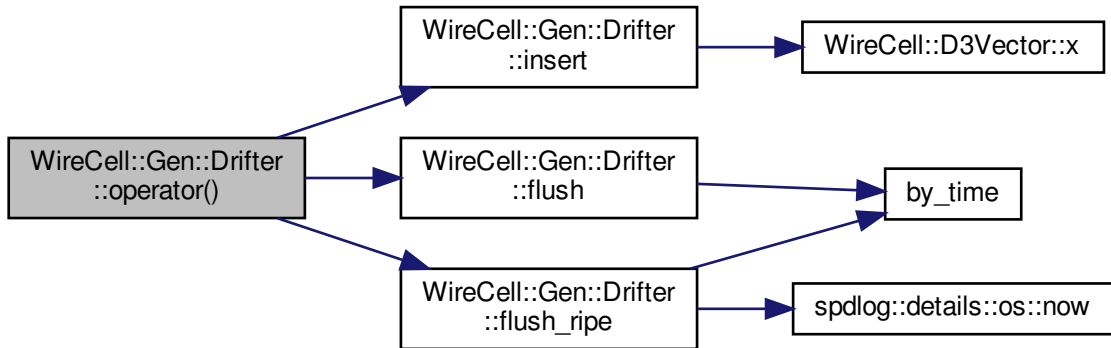 WireCell::Gen::Drifter
::insert
WireCell::D3Vector::x
WireCell::Gen::Drifter
::operator()
WireCell::Gen::Drifter
::flush
by_time
WireCell::Gen::Drifter
::flush_ripe
spdlog::details::os::now